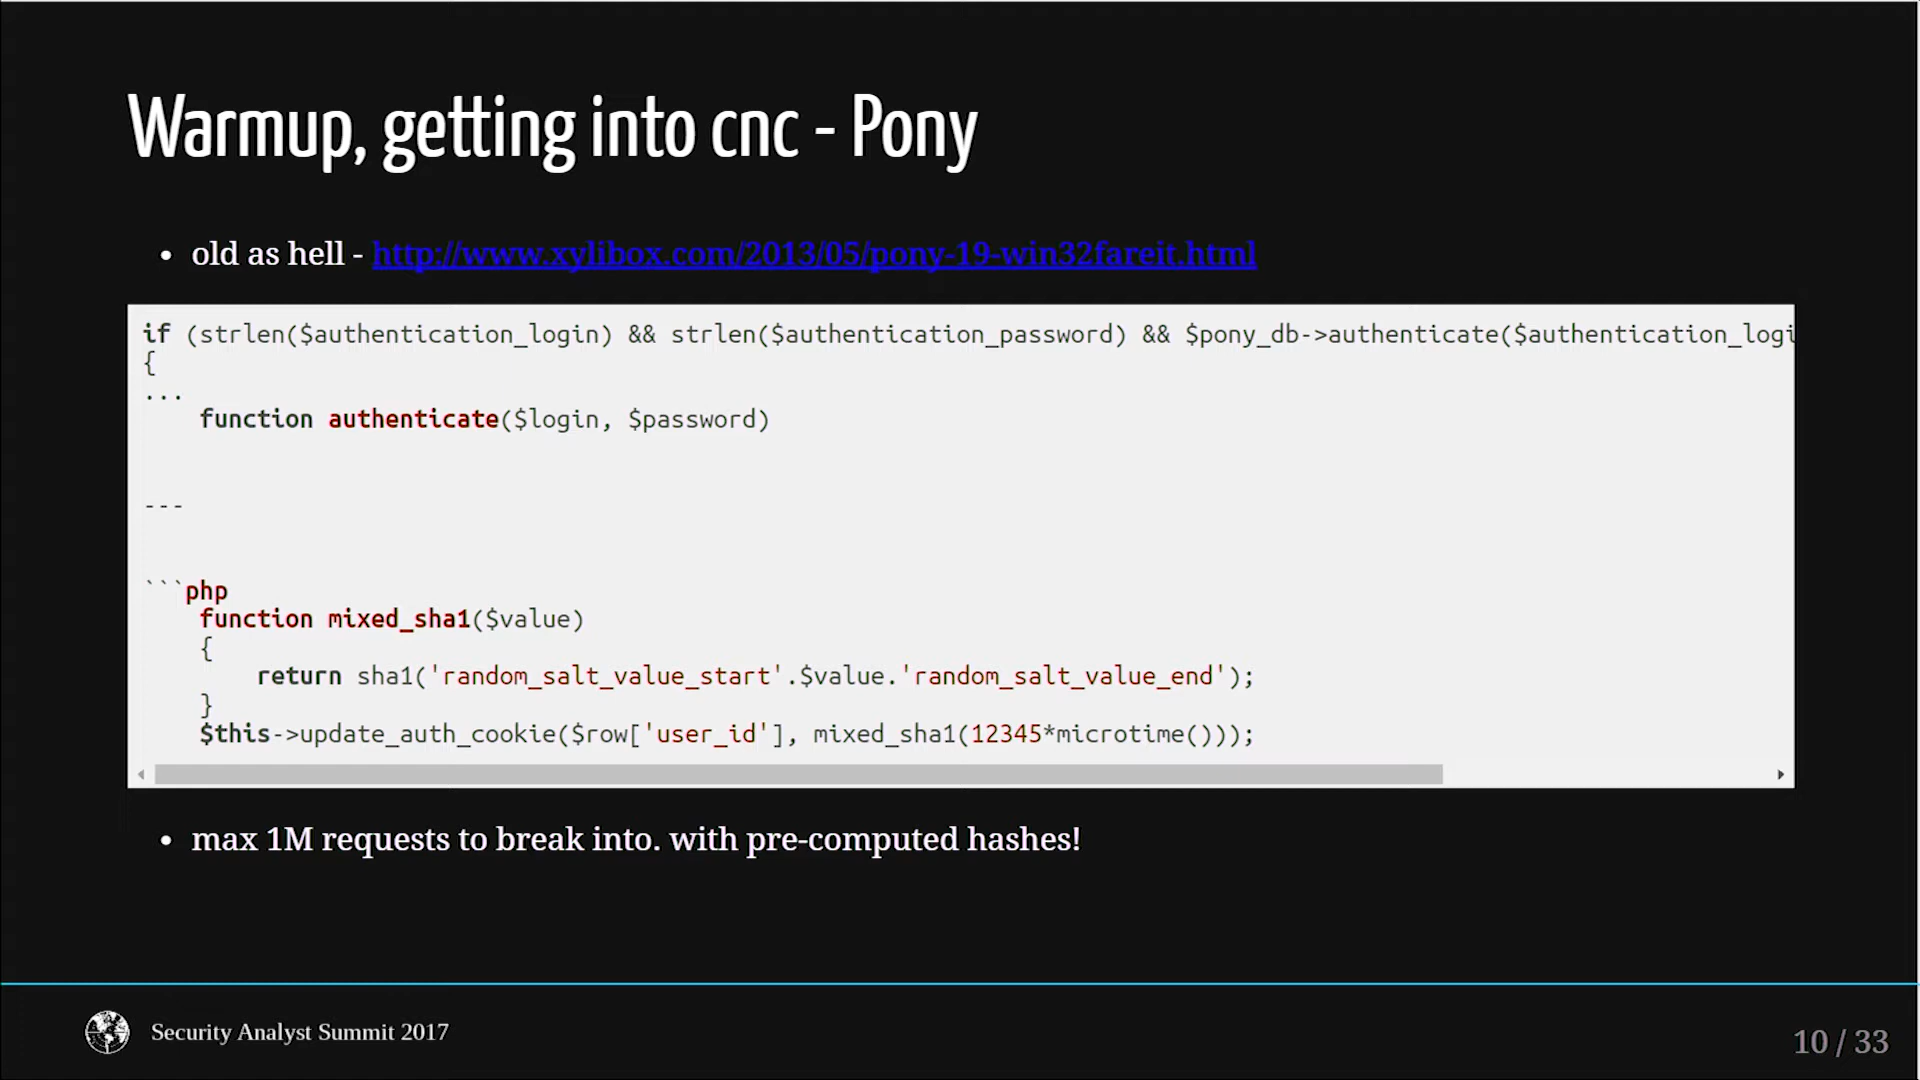 Warmup, getting into cnc - Pony
• old as hell - http://www.xylibox.com/2013/05/pony-19-win32fareit.html
if (strlen($authentication_login) && strlen($authentication_password) && $pony_db->authenticate($authentication_logi
{
...
    function authenticate($login, $password)
---
```php
    function mixed_sha1($value)
    {
        return sha1('random_salt_value_start'.$value.'random_salt_value_end');
    }
    $this->update_auth_cookie($row['user_id'], mixed_sha1(12345*microtime()));
• max 1M requests to break into. with pre-computed hashes!
Security Analyst Summit 2017
10 / 33